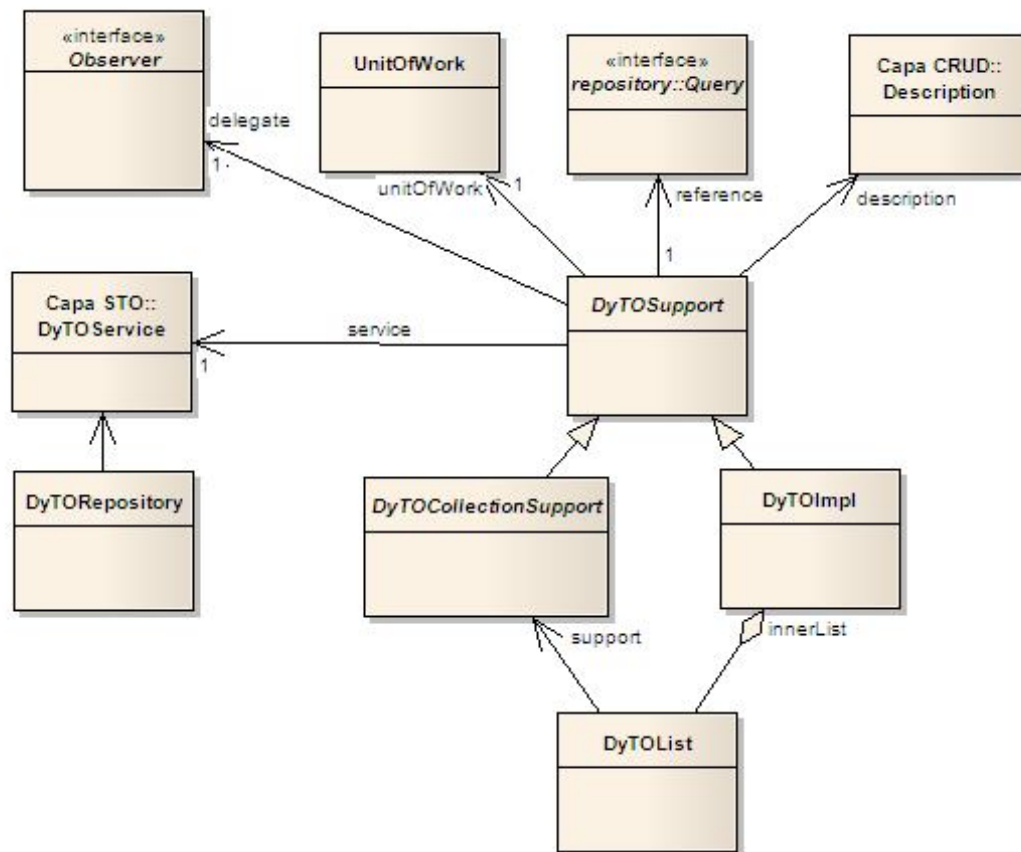 «interface»
Observer
UnitOfWork
«interface»
repository::Query
Capa CRUD::
Description
delegate
1.
unitOfWork
1
reference
description
1
Capa STO::
DyTOService
service
1
DyTOSupport
DyTORepository
DyTOCollectionSupport
DyTOImpl
support
innerList
DyTOList